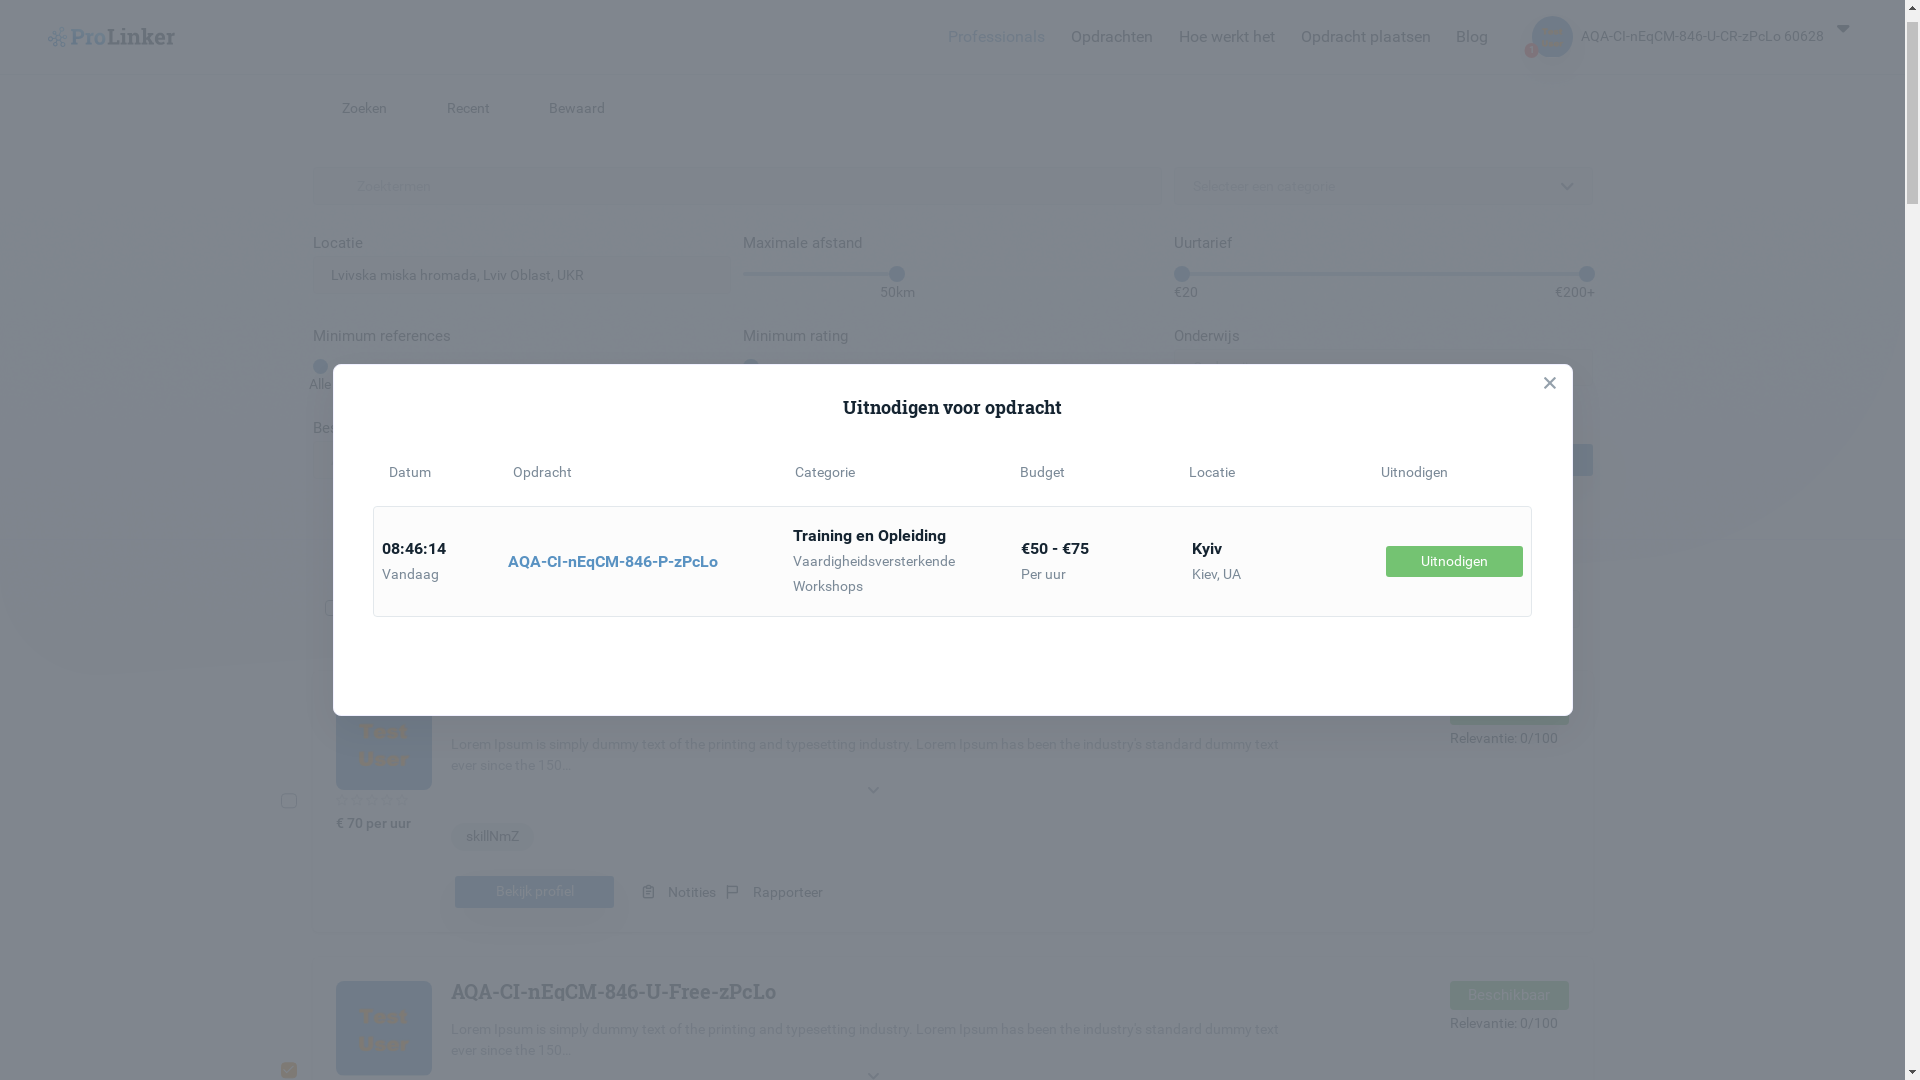 ProLinker
Professionals Opdrachten Hoe werkt het Opdracht plaatsen Blog 1 AQA-CI-nEqCM-846-U-CR-zPcLo 60628
Zoeken Recent Bewaard
Zoektermen Selecteer een categorie
Locatie Maximale afstand Uurtarief
Lvivska miska hromada, Lviv Oblast, UKR
50km €20 €200+
Minimum references Minimum rating Onderwijs
Alle
Bes
Uitnodigen voor opdracht
Datum Opdracht Categorie Budget Locatie Uitnodigen
08:46:14
Vandaag
AQA-CI-nEqCM-846-P-zPcLo
Training en Opleiding
Vaardigheidsversterkende
Workshops
€50 - €75
Per uur
Kyiv
Kiev, UA
Uitnodigen
Test
User
Lorem Ipsum is simply dummy text of the printing and typesetting industry. Lorem Ipsum has been the industry's standard dummy text
ever since the 150...
Relevantie: 0/100
€ 70 per uur
skillNmZ
Bekijk profiel Notities Rapporteer
Test
User
AQA-CI-nEqCM-846-U-Free-zPcLo
Beschikbaar
Lorem Ipsum is simply dummy text of the printing and typesetting industry. Lorem Ipsum has been the industry's standard dummy text
ever since the 150...
Relevantie: 0/100